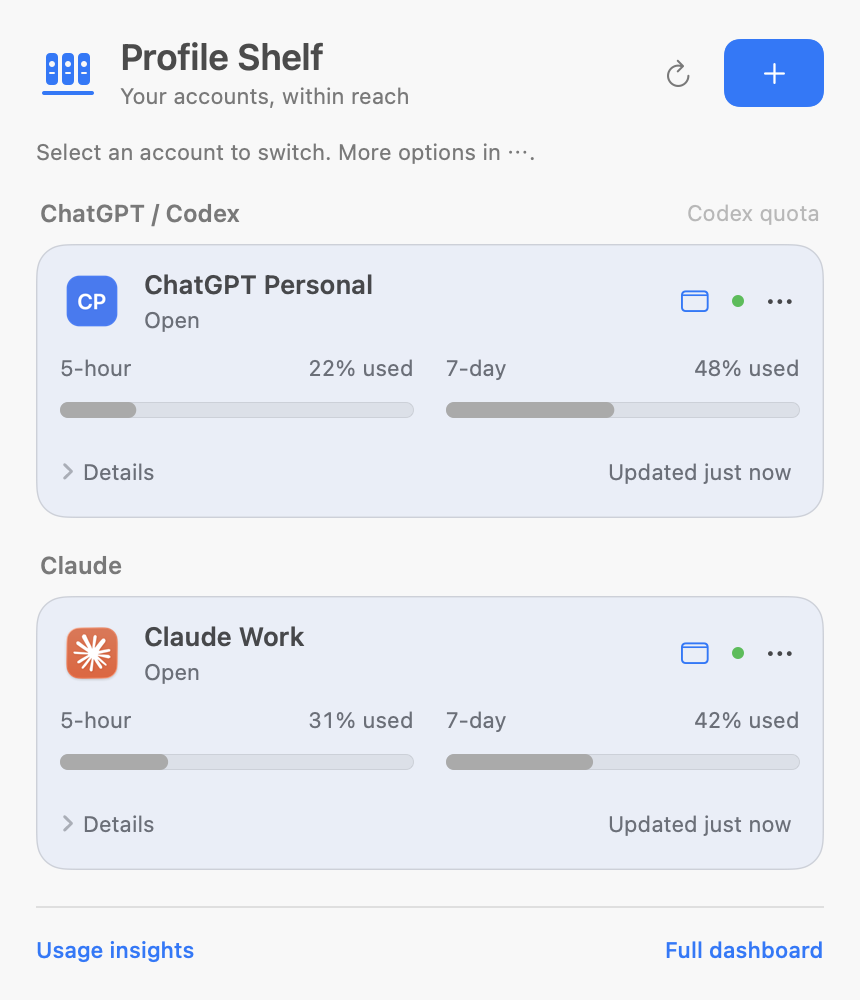 Profile Shelf
Your accounts, within reach
Select an account to switch. More options in ···.
ChatGPT / Codex
Codex quota
CP
ChatGPT Personal
Open
5-hour
22% used
7-day
48% used
Details
Updated just now
Claude
Claude Work
Open
5-hour
31% used
7-day
42% used
Details
Updated just now
Usage insights
Full dashboard